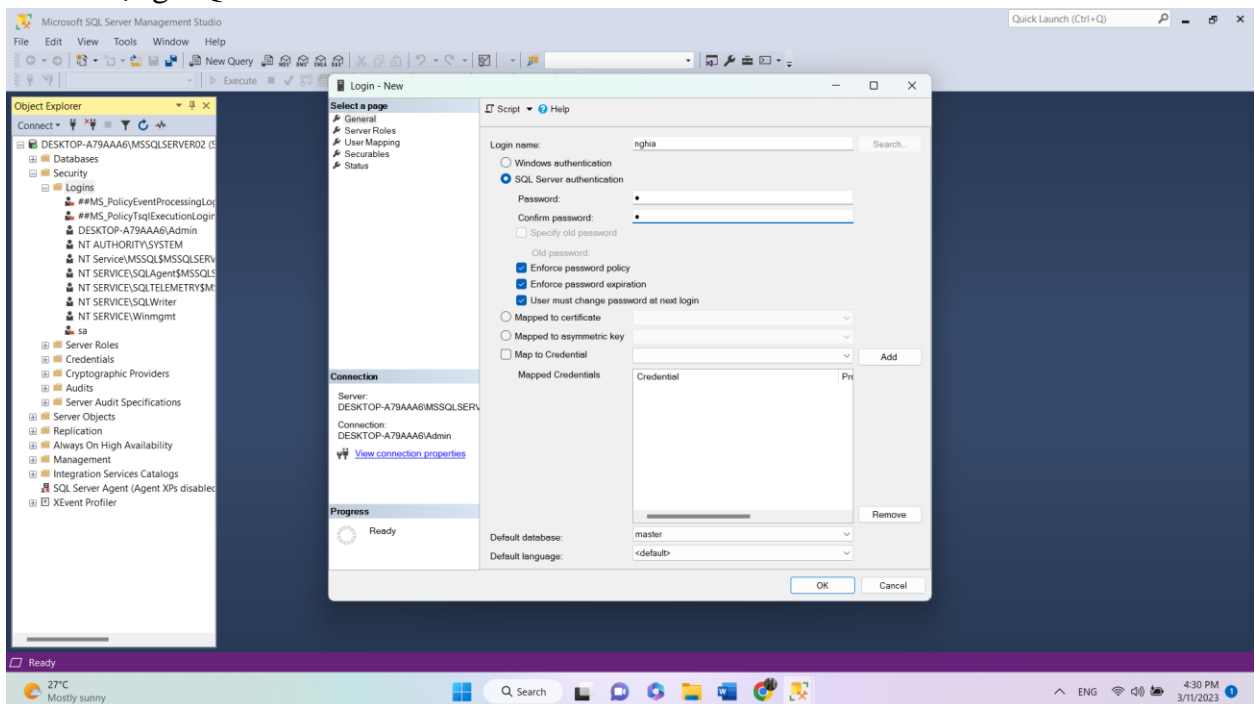 Microsoft SQL Server Management Studio
Quick Launch (Ctrl+Q)
File Edit View Tools Window Help
New Query
Execute
Object Explorer
Connect
DESKTOP-A79AAA6\MSSQLSERVER02 (S
Databases
Security
Logins
##MS_PolicyEventProcessingLog
##MS_PolicyTsqlExecutionLogin
DESKTOP-A79AAA6\Admin
NT AUTHORITY\SYSTEM
NT Service\MSSQL$MSSQLSERV
NT SERVICE\SQLAgent$MSSQLS
NT SERVICE\SQLTELEMETRY$M
NT SERVICE\SQLWriter
NT SERVICE\Winmgmt
sa
Server Roles
Credentials
Cryptographic Providers
Audits
Server Audit Specifications
Server Objects
Replication
Always On High Availability
Management
Integration Services Catalogs
SQL Server Agent (Agent XPs disabled
XEvent Profiler
Login - New
Select a page
General
Server Roles
User Mapping
Securables
Status
Connection
Server:
DESKTOP-A79AAA6\MSSQLSERV
Connection:
DESKTOP-A79AAA6\Admin
View connection properties
Progress
Ready
Script Help
Login name: nghia Search...
Windows authentication
SQL Server authentication
Password: •
Confirm password: •
Specify old password
Old password:
Enforce password policy
Enforce password expiration
User must change password at next login
Mapped to certificate
Mapped to asymmetric key
Map to Credential Add
Mapped Credentials Credential Pro
Remove
Default database: master
Default language: <default>
OK Cancel
Ready
27°C
Mostly sunny
Search
ENG
4:30 PM
3/11/2023
1